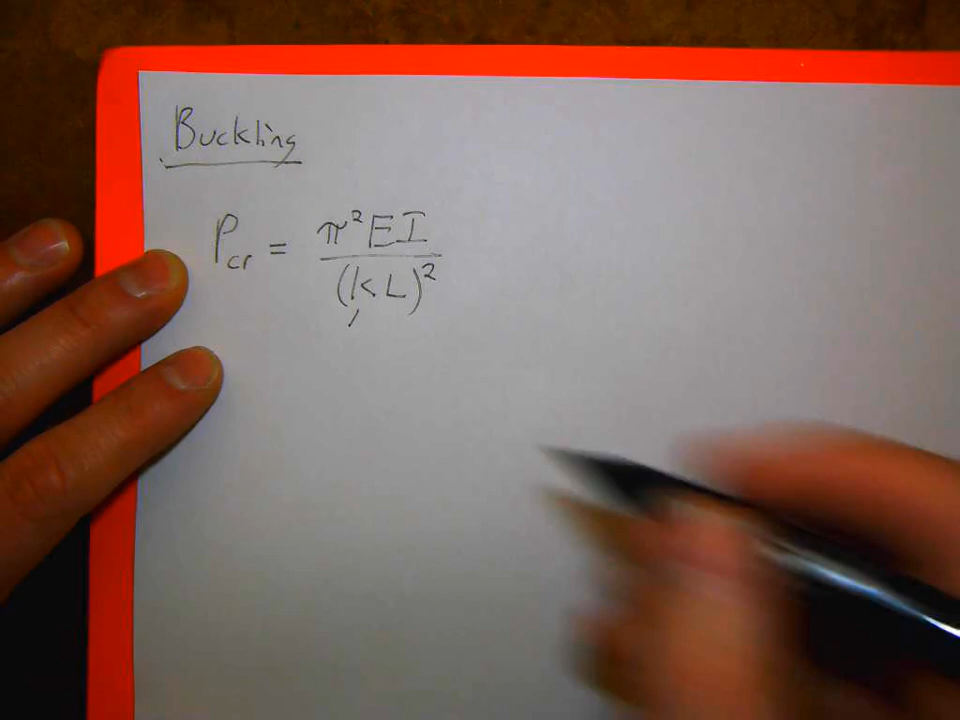 Buckling
Pcr = π²EI / (kL)²